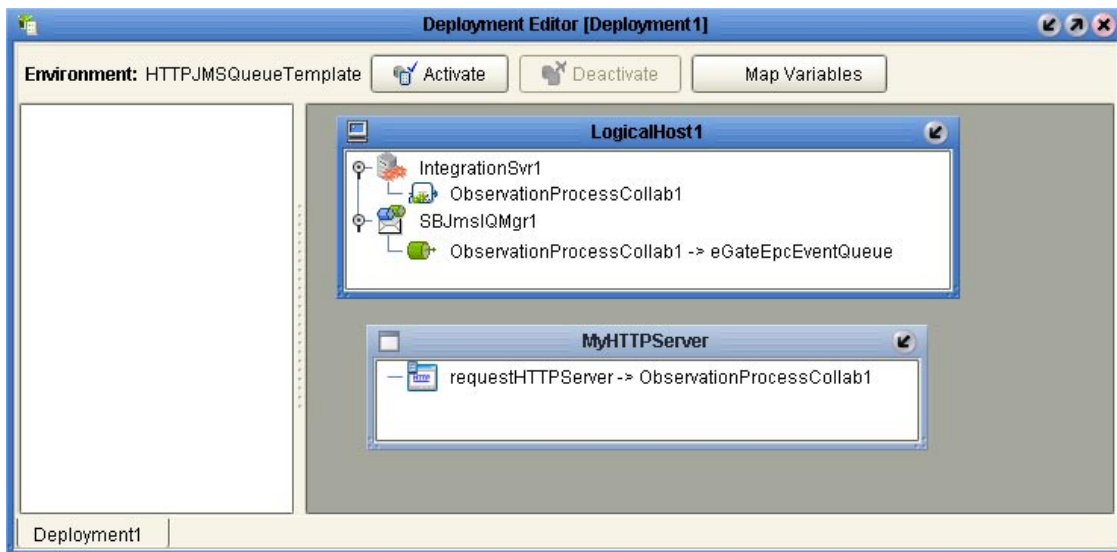 Deployment Editor [Deployment1]
Environment: HTTPJMSQueueTemplate Activate Deactivate Map Variables
LogicalHost1
IntegrationSvr1
ObservationProcessCollab1
SBJmsIQMgr1
ObservationProcessCollab1 -> eGateEpcEventQueue
MyHTTPServer
requestHTTPServer -> ObservationProcessCollab1
Deployment1